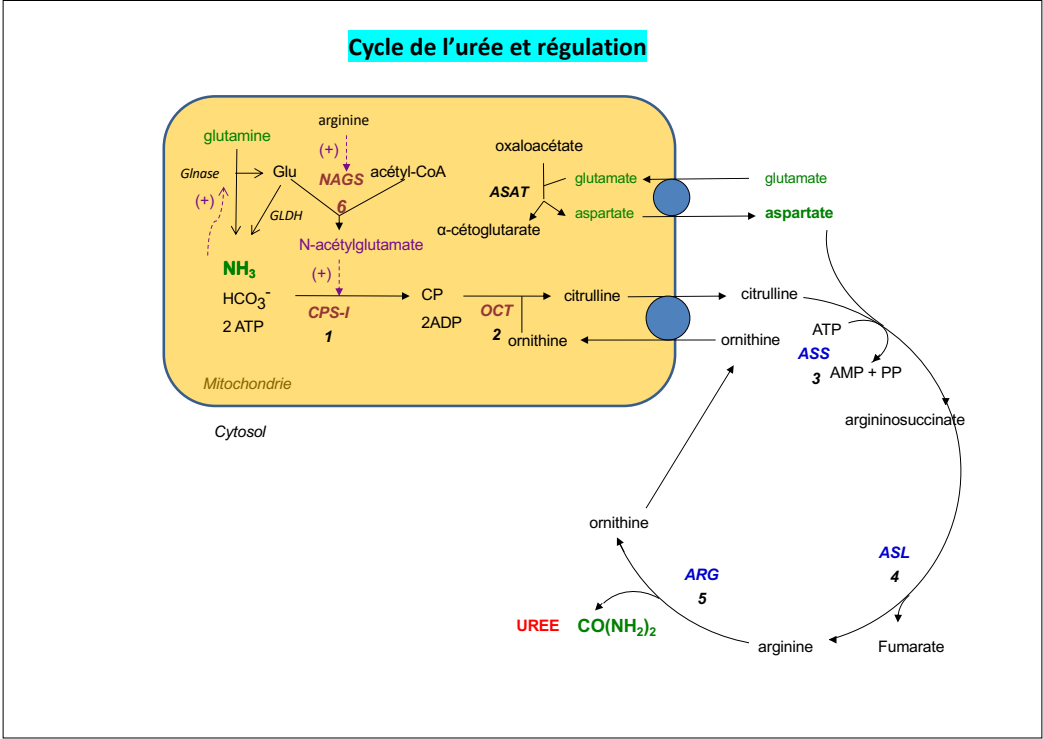 Cycle de l'urée et régulation
arginine
glutamine
(+)
oxaloacétate
Glnase
Glu
NAGS
acétyl-CoA
glutamate
glutamate
(+)
6
ASAT
GLDH
aspartate
aspartate
α-cétoglutarate
N-acétylglutamate
NH3
(+)
HCO3-
CP
citrulline
citrulline
CPS-I
OCT
2 ATP
2ADP
1
2
ornithine
ornithine
ATP
ASS
3
AMP + PP
Mitochondrie
argininosuccinate
Cytosol
ornithine
ASL
4
ARG
5
UREE
CO(NH2)2
arginine
Fumarate